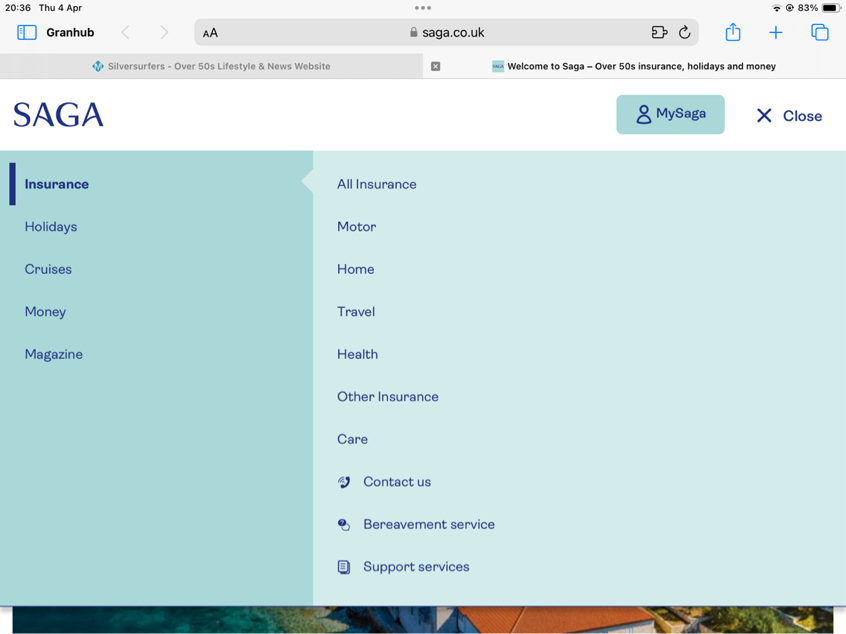 20:36 Thu 4 Apr
83%
Granhub
AA
saga.co.uk
Silversurfers - Over 50s Lifestyle & News Website
SAGA Welcome to Saga – Over 50s insurance, holidays and money
SAGA
MySaga
Close
Insurance
Holidays
Cruises
Money
Magazine
All Insurance
Motor
Home
Travel
Health
Other Insurance
Care
Contact us
Bereavement service
Support services